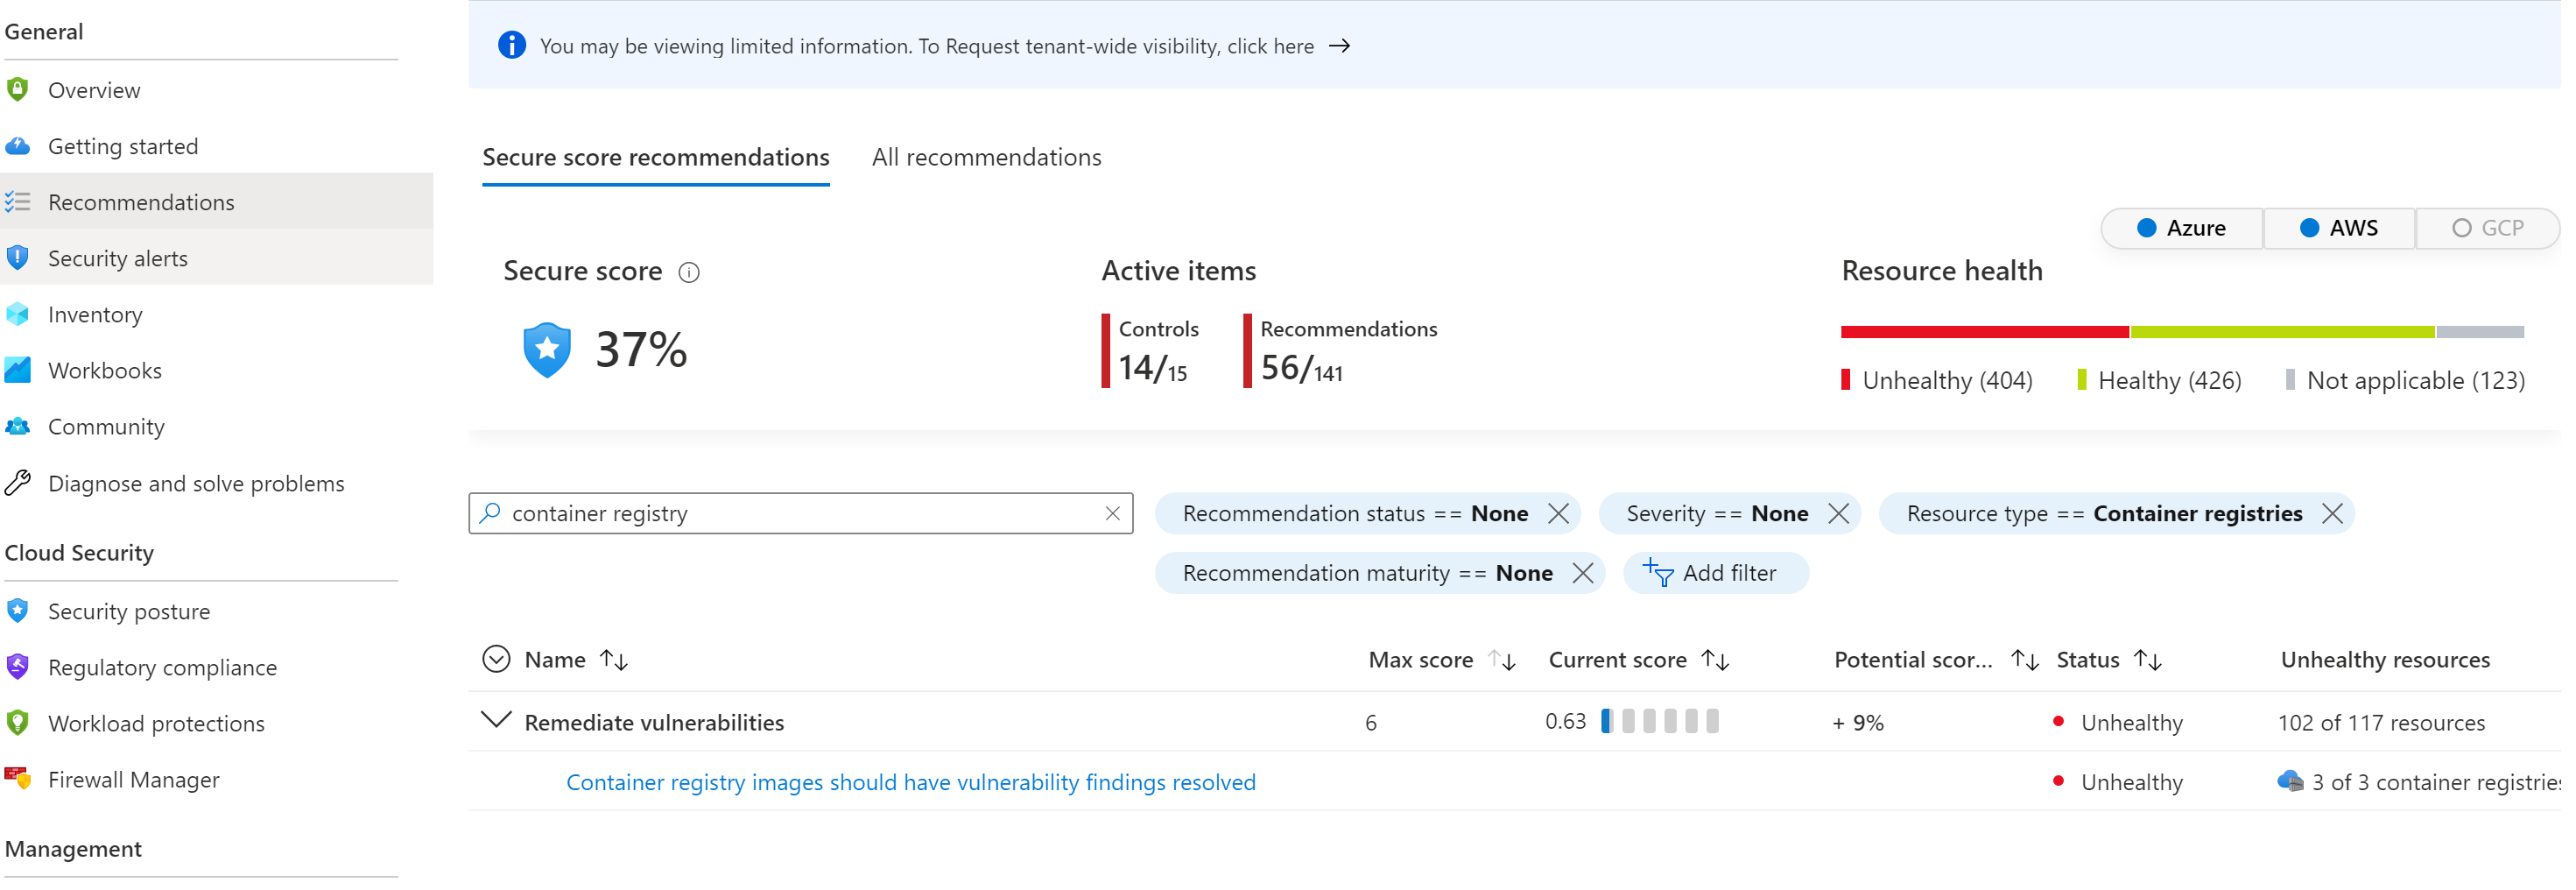 General
Overview
Getting started
Recommendations
Security alerts
Inventory
Workbooks
Community
Diagnose and solve problems
Cloud Security
Security posture
Regulatory compliance
Workload protections
Firewall Manager
Management
You may be viewing limited information. To Request tenant-wide visibility, click here →
Secure score recommendations All recommendations
Azure AWS GCP
Secure score
37%
Active items
Controls
14/15
Recommendations
56/141
Resource health
Unhealthy (404) Healthy (426) Not applicable (123)
container registry
Recommendation status == None Severity == None Resource type == Container registries
Recommendation maturity == None Add filter
Name ↑↓ Max score ↑↓ Current score ↑↓ Potential scor... ↑↓ Status ↑↓ Unhealthy resources
Remediate vulnerabilities 6 0.63 + 9% Unhealthy 102 of 117 resources
Container registry images should have vulnerability findings resolved Unhealthy 3 of 3 container registries